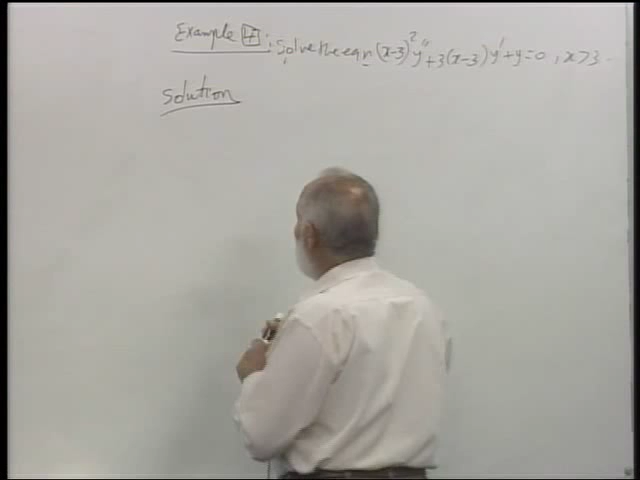 Example 4: Solve the eqn (x-3)²y''+3(x-3)y'+y=0, x>3.
Solution